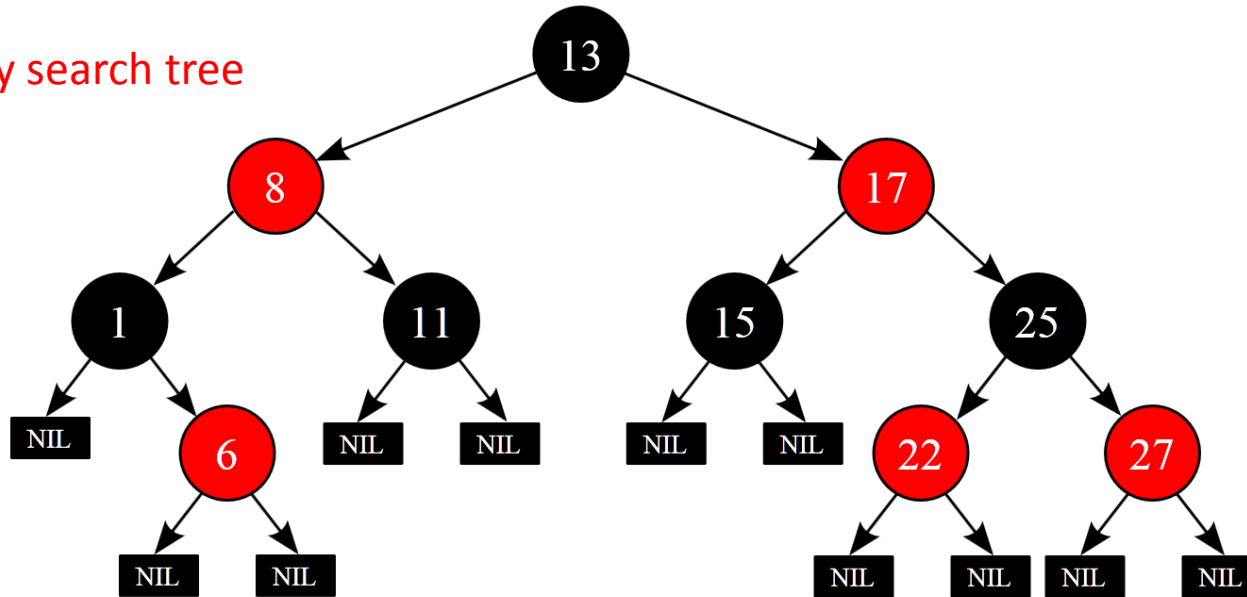 13
y search tree
8 17
1 11 15 25
NIL 6 NIL NIL NIL NIL 22 27
NIL NIL NIL NIL NIL NIL